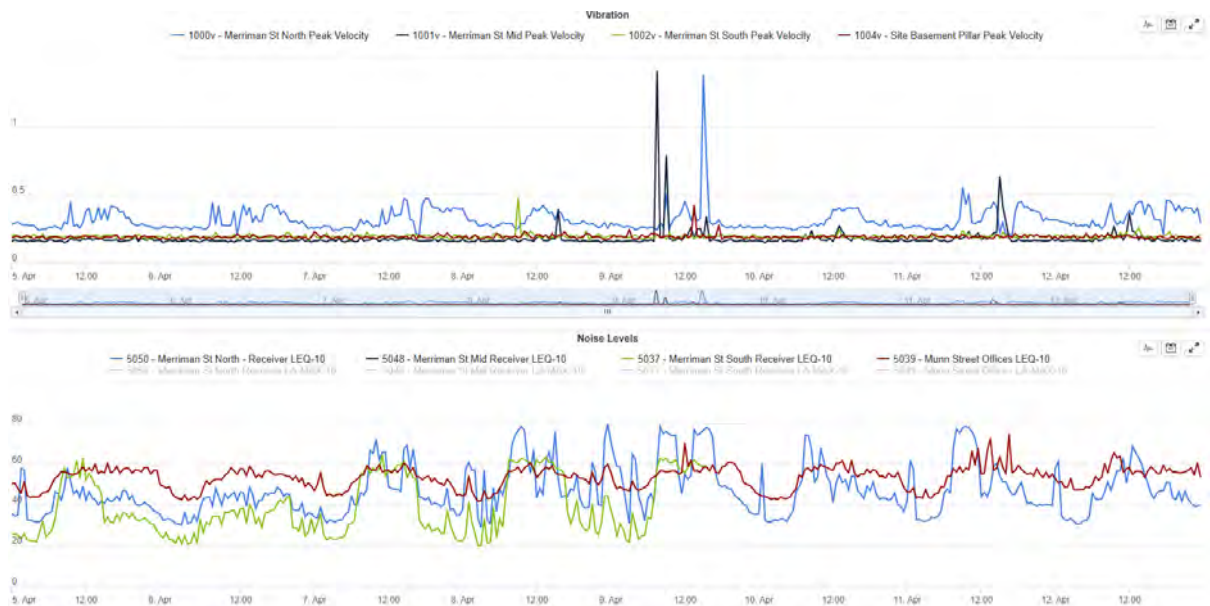 Vibration
1000v - Merriman St North Peak Velocity 1001v - Merriman St Mid Peak Velocity 1002v - Merriman St South Peak Velocity 1004v - Site Basement Pillar Peak Velocity
1
0.5
0
5. Apr 12:00 6. Apr 12:00 7. Apr 12:00 8. Apr 12:00 9. Apr 12:00 10. Apr 12:00 11. Apr 12:00 12. Apr 12:00
Noise Levels
5050 - Merriman St North - Receiver LEQ-10 5048 - Merriman St Mid Receiver LEQ-10 5037 - Merriman St South Receiver LEQ-10 5039 - Munn Street Offices LEQ-10
80
60
40
20
0
5. Apr 12:00 6. Apr 12:00 7. Apr 12:00 8. Apr 12:00 9. Apr 12:00 10. Apr 12:00 11. Apr 12:00 12. Apr 12:00